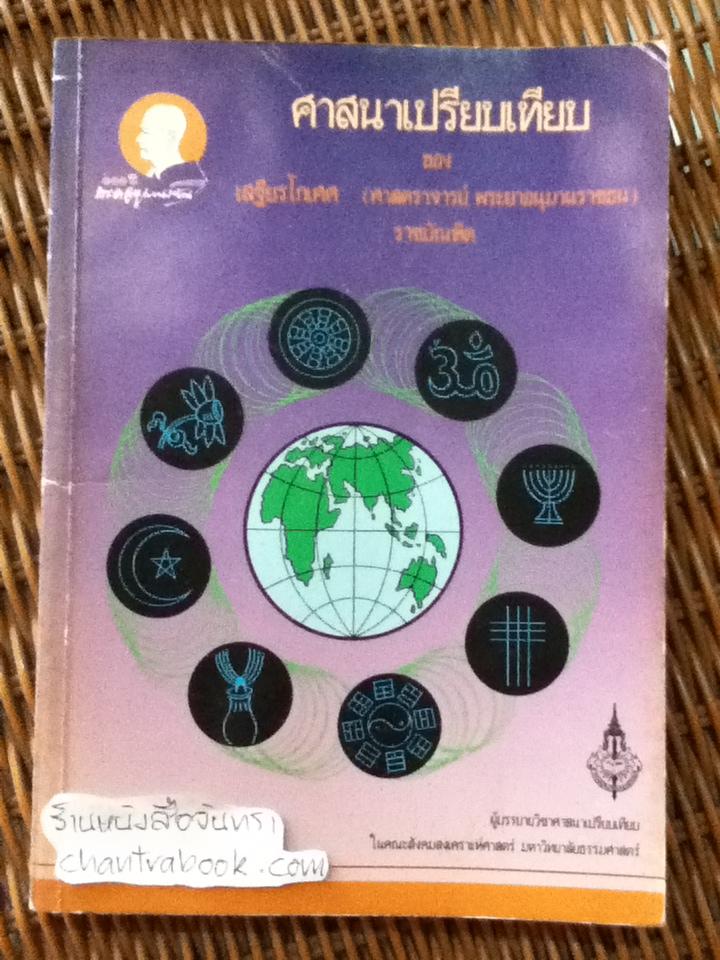 ศาสนาเปรียบเทียบ
ของ
เสฐียรโกเศศ (ศาสตราจารย์ พระยาอนุมานราชธน)
ราชบัณฑิต
๑๐๐ ปี
ผู้บรรยายวิชาศาสนาเปรียบเทียบ
ในคณะสังคมสงเคราะห์ศาสตร์ มหาวิทยาลัยธรรมศาสตร์
ร้านหนังสือจันทรา
chantrabook.com